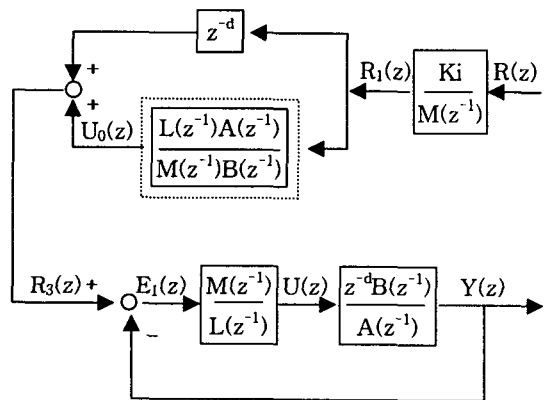 z⁻ᵈ
+
+
U₀(z)
L(z⁻¹)A(z⁻¹)
M(z⁻¹)B(z⁻¹)
R₁(z)
Ki
M(z⁻¹)
R(z)
R₃(z) +
−
E₁(z)
M(z⁻¹)
L(z⁻¹)
U(z)
z⁻ᵈB(z⁻¹)
A(z⁻¹)
Y(z)